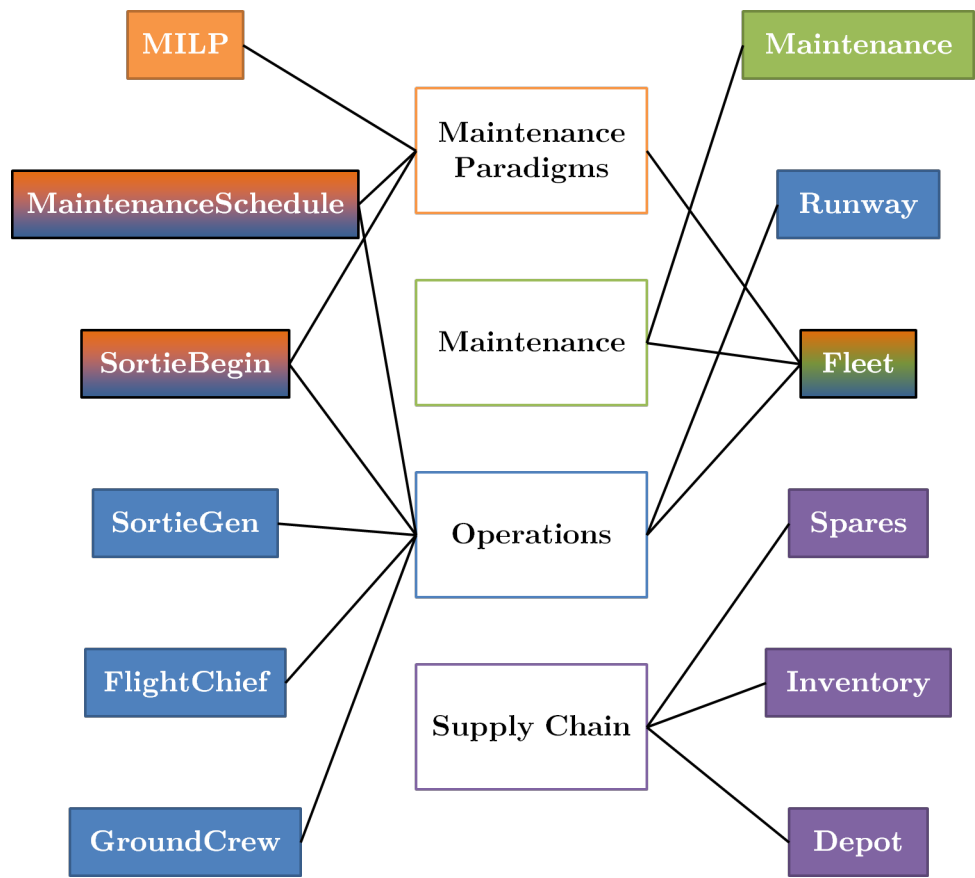 MILP
MaintenanceSchedule
SortieBegin
SortieGen
FlightChief
GroundCrew
Maintenance
Paradigms
Maintenance
Operations
Supply Chain
Maintenance
Runway
Fleet
Spares
Inventory
Depot